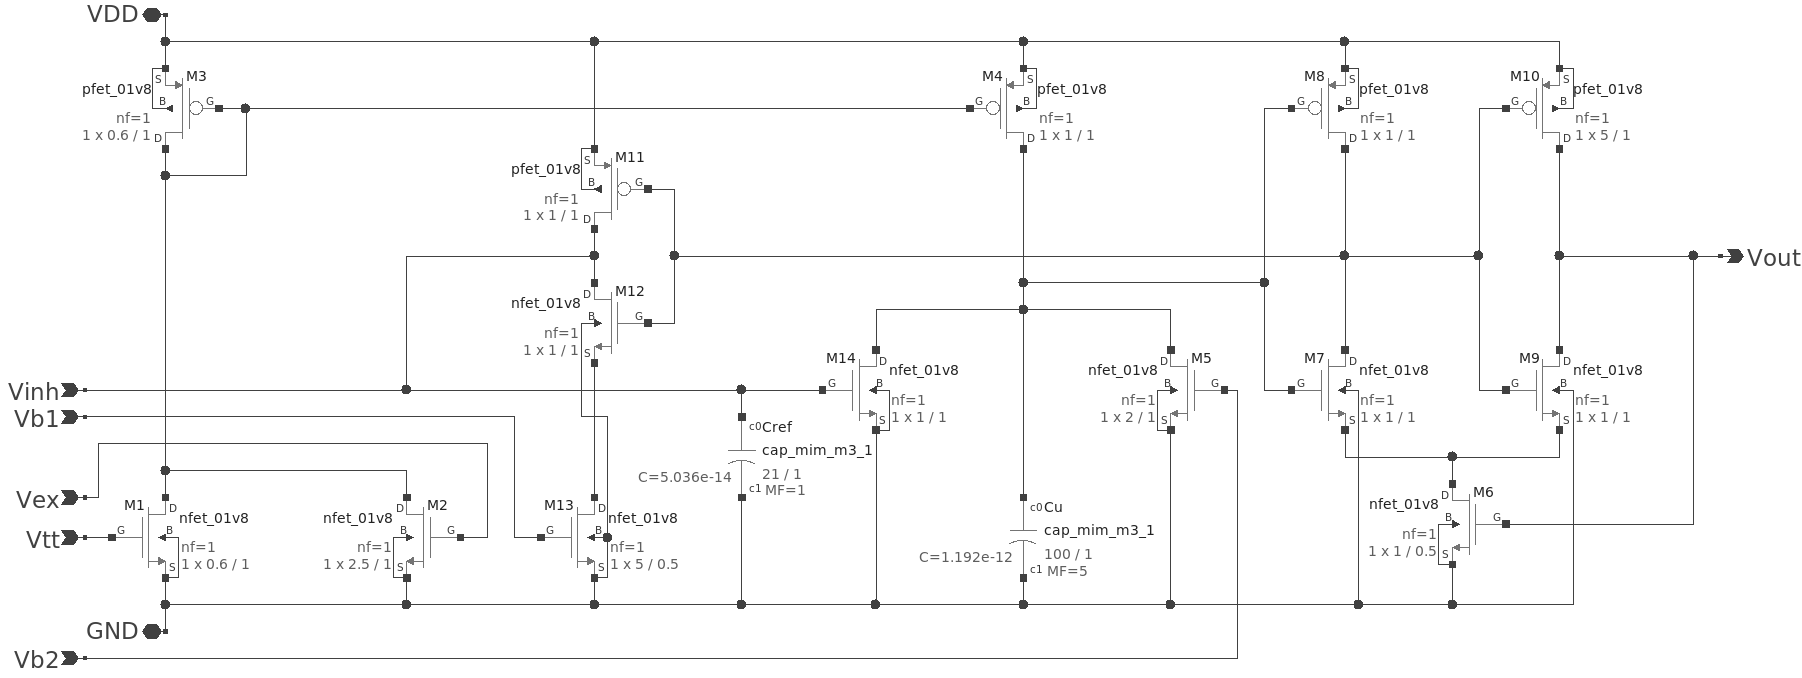 VDD
S
M3
pfet_01v8
B
G
nf=1
1 x 0.6 / 1
D
M4
S
pfet_01v8
G
B
nf=1
1 x 1 / 1
D
M8
S
pfet_01v8
G
B
nf=1
1 x 1 / 1
D
M10
S
pfet_01v8
G
B
nf=1
1 x 5 / 1
D
S
M11
pfet_01v8
B
G
nf=1
1 x 1 / 1
D
Vout
D
M12
nfet_01v8
B
G
nf=1
1 x 1 / 1
S
M14
D
nfet_01v8
G
B
nf=1
1 x 1 / 1
S
D
M5
nfet_01v8
B
G
nf=1
1 x 2 / 1
S
M7
D
nfet_01v8
G
B
nf=1
1 x 1 / 1
S
M9
D
nfet_01v8
G
B
nf=1
1 x 1 / 1
S
Vinh
Vb1
c0
Cref
cap_mim_m3_1
C=5.036e-14
21 / 1
c1
MF=1
Vex
Vtt
M1
D
nfet_01v8
G
B
nf=1
1 x 0.6 / 1
S
D
M2
nfet_01v8
B
G
nf=1
1 x 2.5 / 1
S
M13
D
nfet_01v8
G
B
nf=1
1 x 5 / 0.5
S
c0
Cu
cap_mim_m3_1
C=1.192e-12
100 / 1
c1
MF=5
D
M6
nfet_01v8
B
G
nf=1
1 x 1 / 0.5
S
GND
Vb2